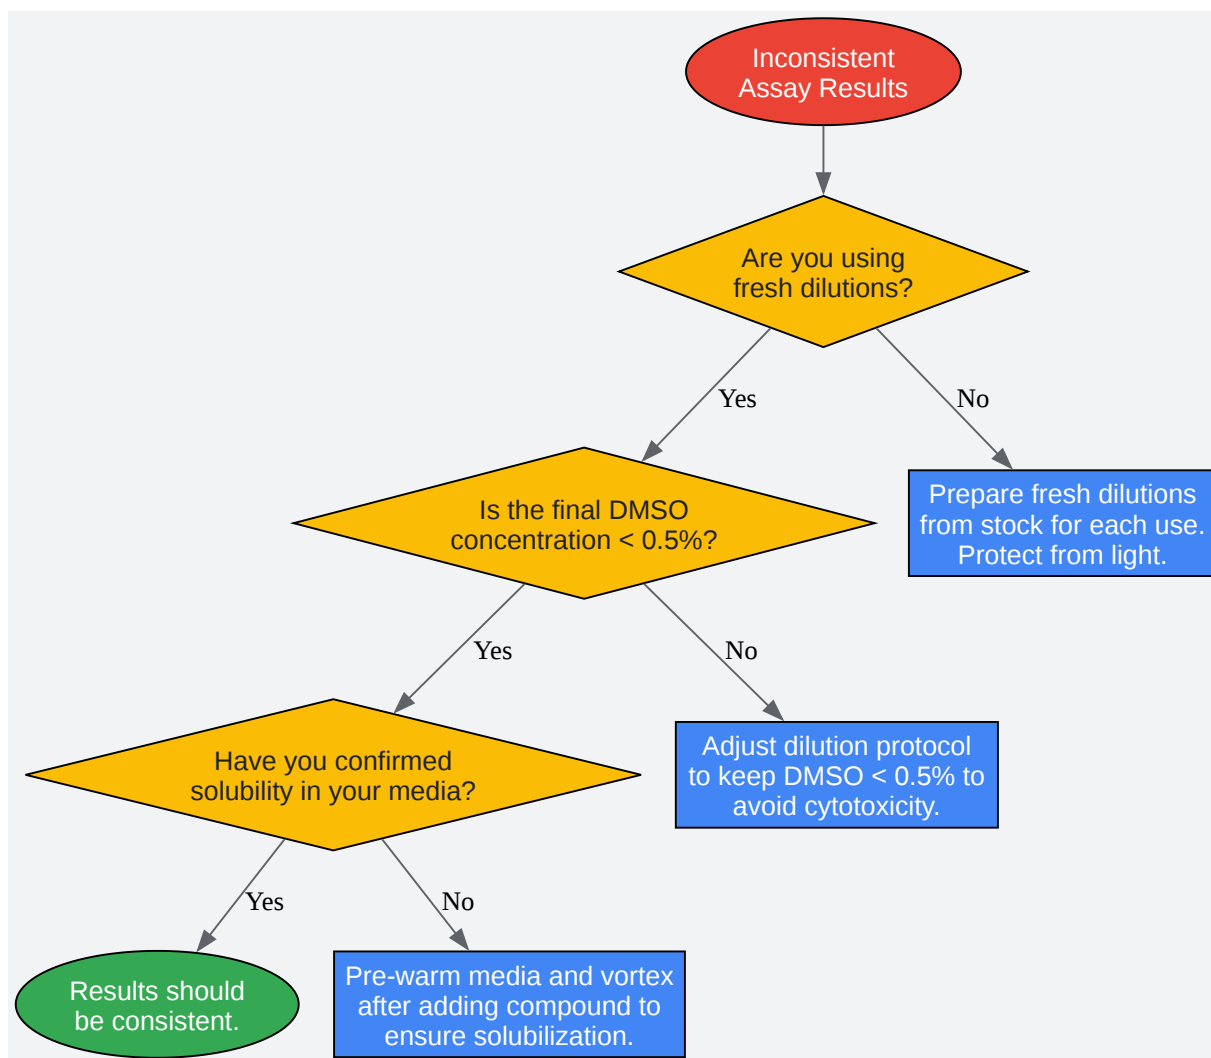 Inconsistent
Assay Results
Are you using
fresh dilutions?
Yes
No
Is the final DMSO
concentration < 0.5%?
Prepare fresh dilutions
from stock for each use.
Protect from light.
Yes
No
Have you confirmed
solubility in your media?
Adjust dilution protocol
to keep DMSO < 0.5% to
avoid cytotoxicity.
Yes
No
Results should
be consistent.
Pre-warm media and vortex
after adding compound to
ensure solubilization.